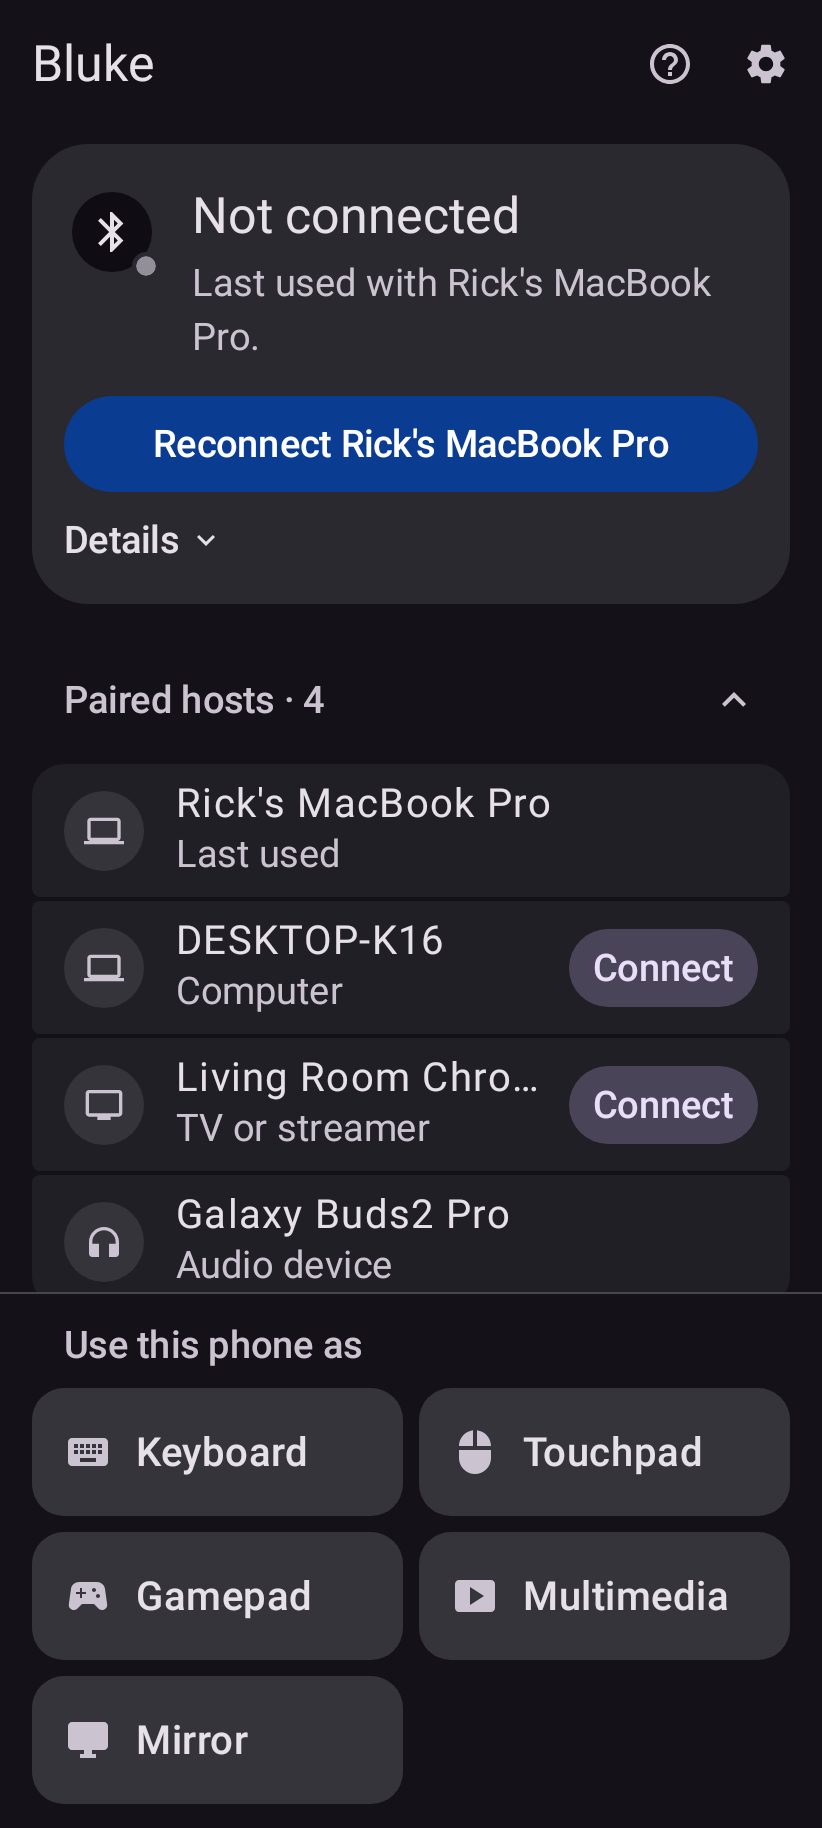 Bluke
Not connected
Last used with Rick's MacBook
Pro.
Reconnect Rick's MacBook Pro
Details
Paired hosts · 4
Rick's MacBook Pro
Last used
DESKTOP-K16
Computer
Connect
Living Room Chro...
TV or streamer
Connect
Galaxy Buds2 Pro
Audio device
Use this phone as
Keyboard
Touchpad
Gamepad
Multimedia
Mirror